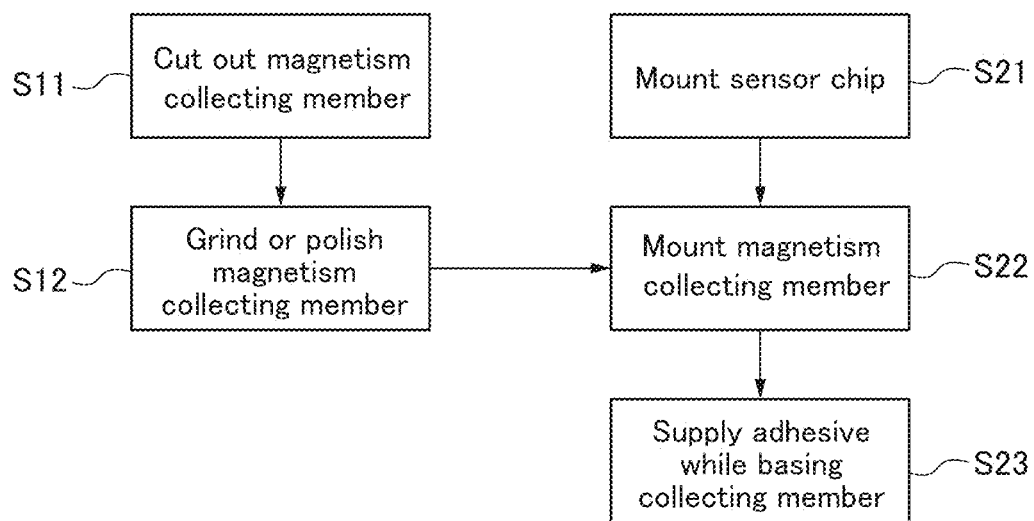 S11
Cut out magnetism
collecting member
Mount sensor chip
S21
S12
Grind or polish
magnetism
collecting member
Mount magnetism
collecting member
S22
Supply adhesive
while basing
collecting member
S23